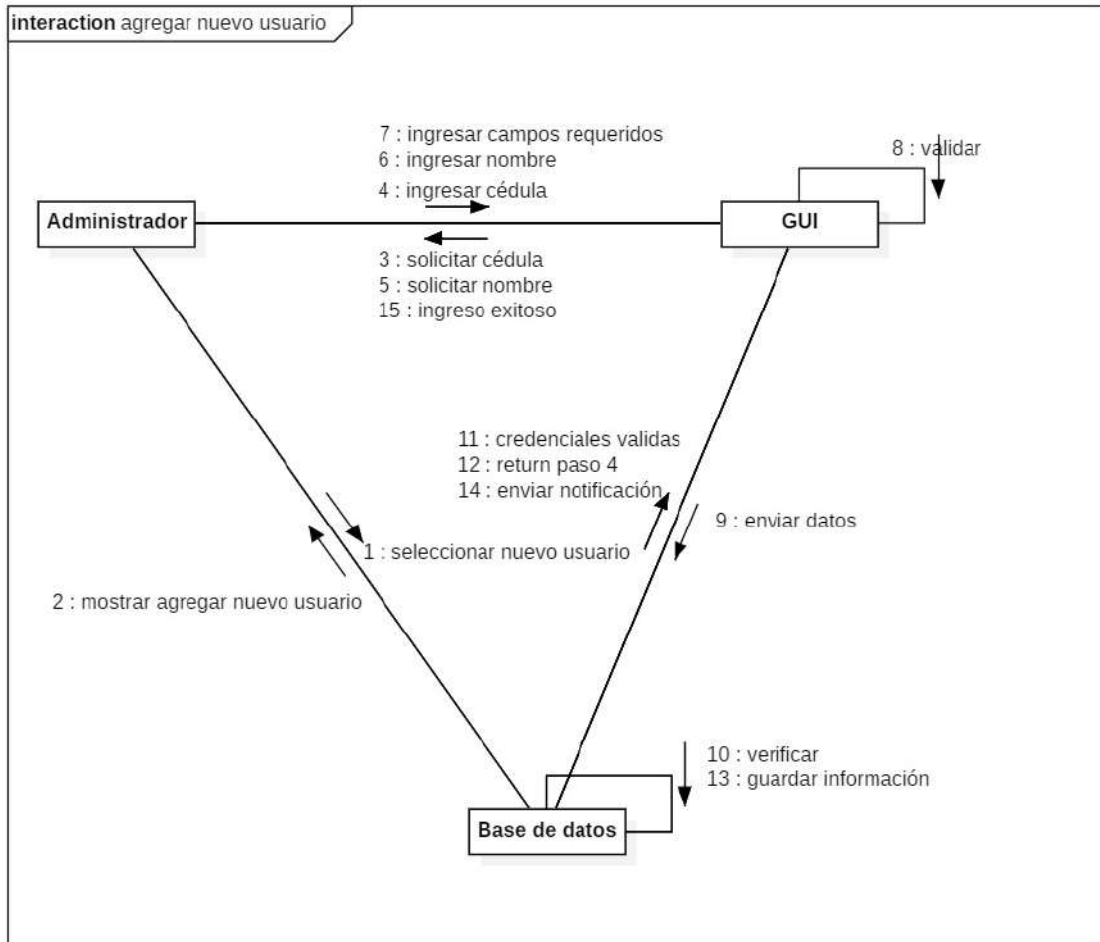 interaction agregar nuevo usuario
7 : ingresar campos requeridos
6 : ingresar nombre
4 : ingresar cédula
8 : validar
Administrador
GUI
3 : solicitar cédula
5 : solicitar nombre
15 : ingreso exitoso
11 : credenciales validas
12 : return paso 4
14 : enviar notificación
9 : enviar datos
1 : seleccionar nuevo usuario
2 : mostrar agregar nuevo usuario
10 : verificar
13 : guardar información
Base de datos